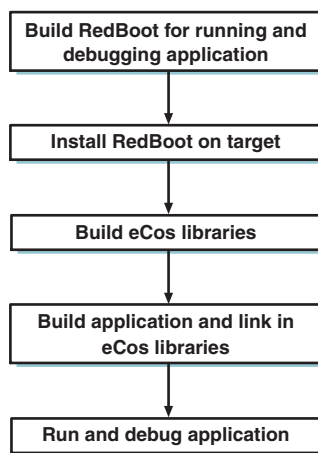 Build RedBoot for running and
debugging application
Install RedBoot on target
Build eCos libraries
Build application and link in
eCos libraries
Run and debug application